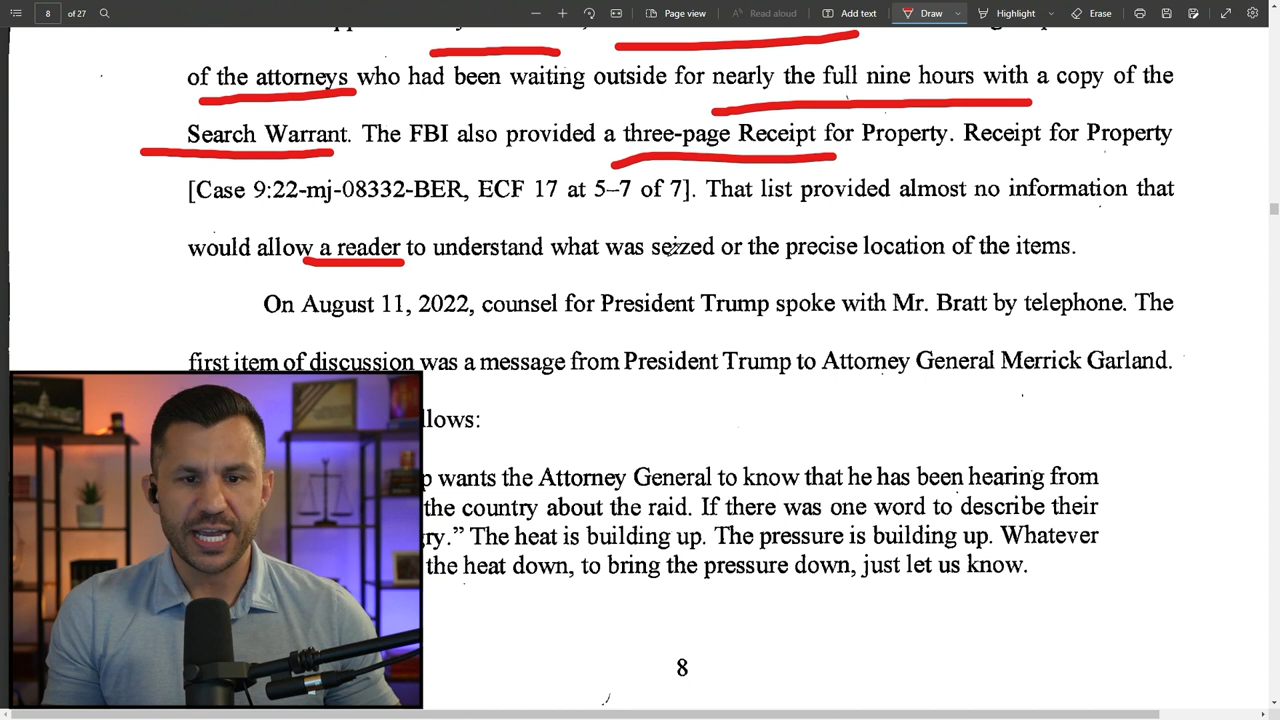 8 of 27 Page view Read aloud Add text Draw Highlight Erase
of the attorneys who had been waiting outside for nearly the full nine hours with a copy of the
Search Warrant. The FBI also provided a three-page Receipt for Property. Receipt for Property
[Case 9:22-mj-08332-BER, ECF 17 at 5–7 of 7]. That list provided almost no information that
would allow a reader to understand what was seized or the precise location of the items.
On August 11, 2022, counsel for President Trump spoke with Mr. Bratt by telephone. The
first item of discussion was a message from President Trump to Attorney General Merrick Garland.
llows:
p wants the Attorney General to know that he has been hearing from
the country about the raid. If there was one word to describe their
ry.” The heat is building up. The pressure is building up. Whatever
the heat down, to bring the pressure down, just let us know.
8